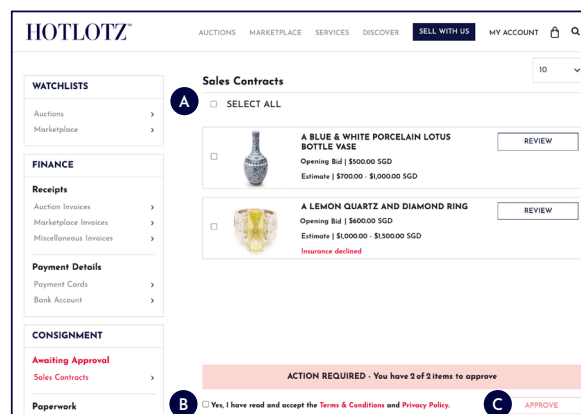 HOTLOTZ™
AUCTIONS MARKETPLACE SERVICES DISCOVER SELL WITH US MY ACCOUNT
10
WATCHLISTS
Auctions
Marketplace
FINANCE
Receipts
Auction Invoices
Marketplace Invoices
Miscellaneous Invoices
Payment Details
Payment Cards
Bank Account
CONSIGNMENT
Awaiting Approval
Sales Contracts
Paperwork
Sales Contracts
A SELECT ALL
A BLUE & WHITE PORCELAIN LOTUS
BOTTLE VASE
Opening Bid | $500.00 SGD
Estimate | $700.00 - $1,000.00 SGD
REVIEW
A LEMON QUARTZ AND DIAMOND RING
Opening Bid | $600.00 SGD
Estimate | $1,000.00 - $1,500.00 SGD
Insurance declined
REVIEW
ACTION REQUIRED - You have 2 of 2 items to approve
B Yes, I have read and accept the Terms & Conditions and Privacy Policy.
C APPROVE